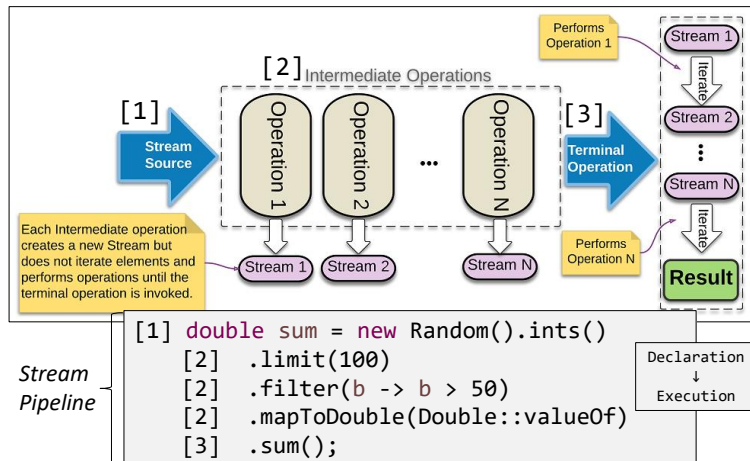 [2] Intermediate Operations
[1]
Stream
Source
Operation 1
Operation 2
...
Operation N
[3]
Terminal
Operation
Stream 1
Stream 2
Stream N
Each Intermediate operation
creates a new Stream but
does not iterate elements and
performs operations until the
terminal operation is invoked.
Performs
Operation 1
Stream 1
Iterate
Stream 2
Stream N
Iterate
Performs
Operation N
Result
Stream
Pipeline
[1] double sum = new Random().ints()
[2] .limit(100)
[2] .filter(b -> b > 50)
[2] .mapToDouble(Double::valueOf)
[3] .sum();
Declaration
↓
Execution